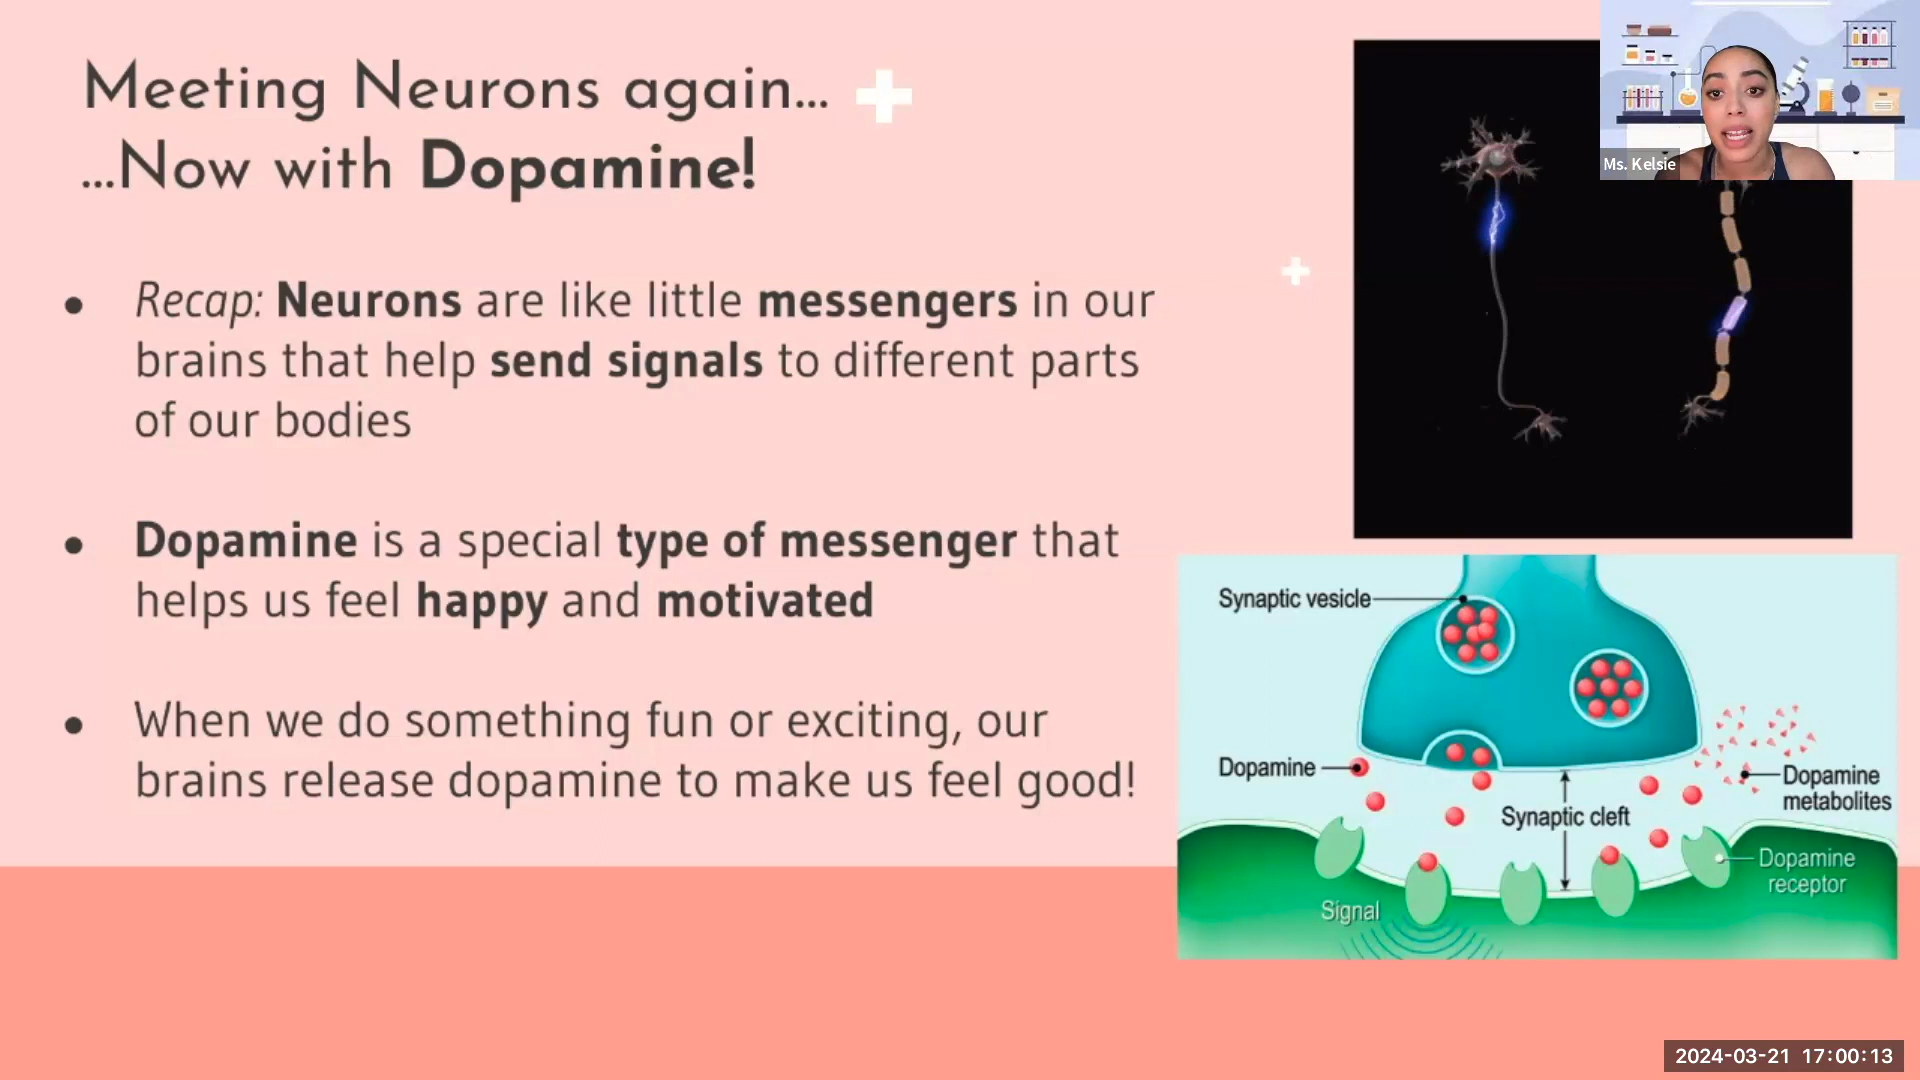 Meeting Neurons again...
...Now with Dopamine!
● Recap: Neurons are like little messengers in our
brains that help send signals to different parts
of our bodies
● Dopamine is a special type of messenger that
helps us feel happy and motivated
● When we do something fun or exciting, our
brains release dopamine to make us feel good!
Ms. Kelsie
Synaptic vesicle
Dopamine
Synaptic cleft
Dopamine
metabolites
Dopamine
receptor
Signal
2024-03-21 17:00:13